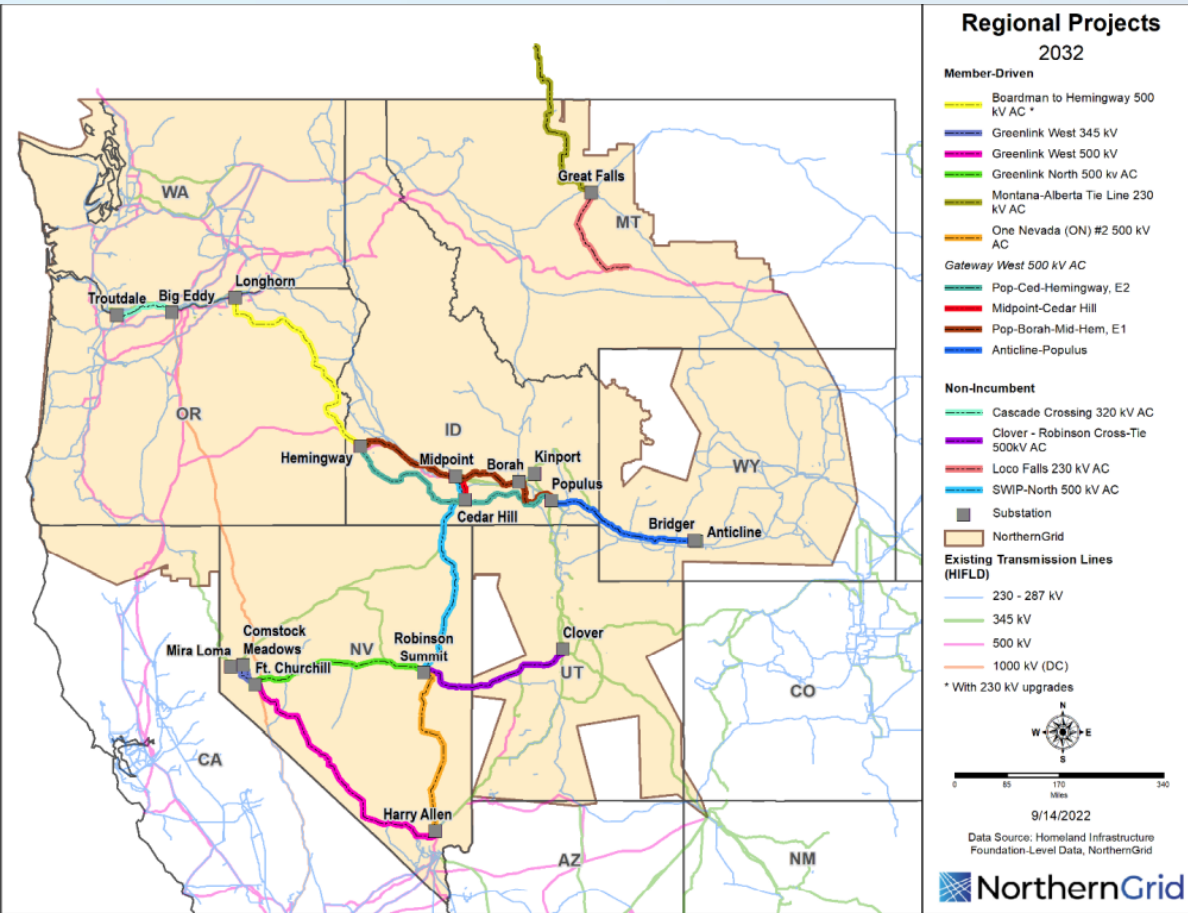 Regional Projects
2032
Member-Driven
Boardman to Hemingway 500
kV AC *
Greenlink West 345 kV
Greenlink West 500 kV
Greenlink North 500 kv AC
Montana-Alberta Tie Line 230
kV AC
One Nevada (ON) #2 500 kV
AC
Gateway West 500 kV AC
Pop-Ced-Hemingway, E2
Midpoint-Cedar Hill
Pop-Borah-Mid-Hem, E1
Anticline-Populus
Non-Incumbent
Cascade Crossing 320 kV AC
Clover - Robinson Cross-Tie
500kV AC
Loco Falls 230 kV AC
SWIP-North 500 kV AC
Substation
NorthernGrid
Existing Transmission Lines
(HIFLD)
230 - 287 kV
345 kV
500 kV
1000 kV (DC)
* With 230 kV upgrades
N
W
E
S
0
85
170
340
Miles
9/14/2022
Data Source: Homeland Infrastructure
Foundation-Level Data, NorthernGrid
NorthernGrid
Great Falls
WA
MT
Longhorn
Troutdale
Big Eddy
OR
ID
Hemingway
Midpoint
Borah
Kinport
Populus
WY
Cedar Hill
Bridger
Anticline
Comstock
Meadows
Mira Loma
Ft. Churchill
NV
Robinson
Summit
Clover
UT
CO
CA
Harry Allen
AZ
NM